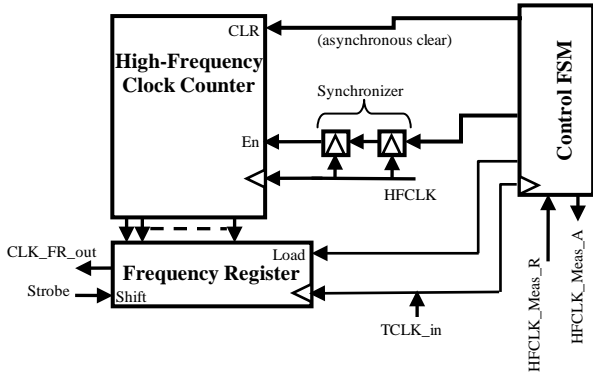 CLR
(asynchronous clear)
High-Frequency
Clock Counter
Synchronizer
Control FSM
En
HFCLK
CLK_FR_out
Load
Frequency Register
Strobe
Shift
TCLK_in
HFCLK_Meas_R
HFCLK_Meas_A